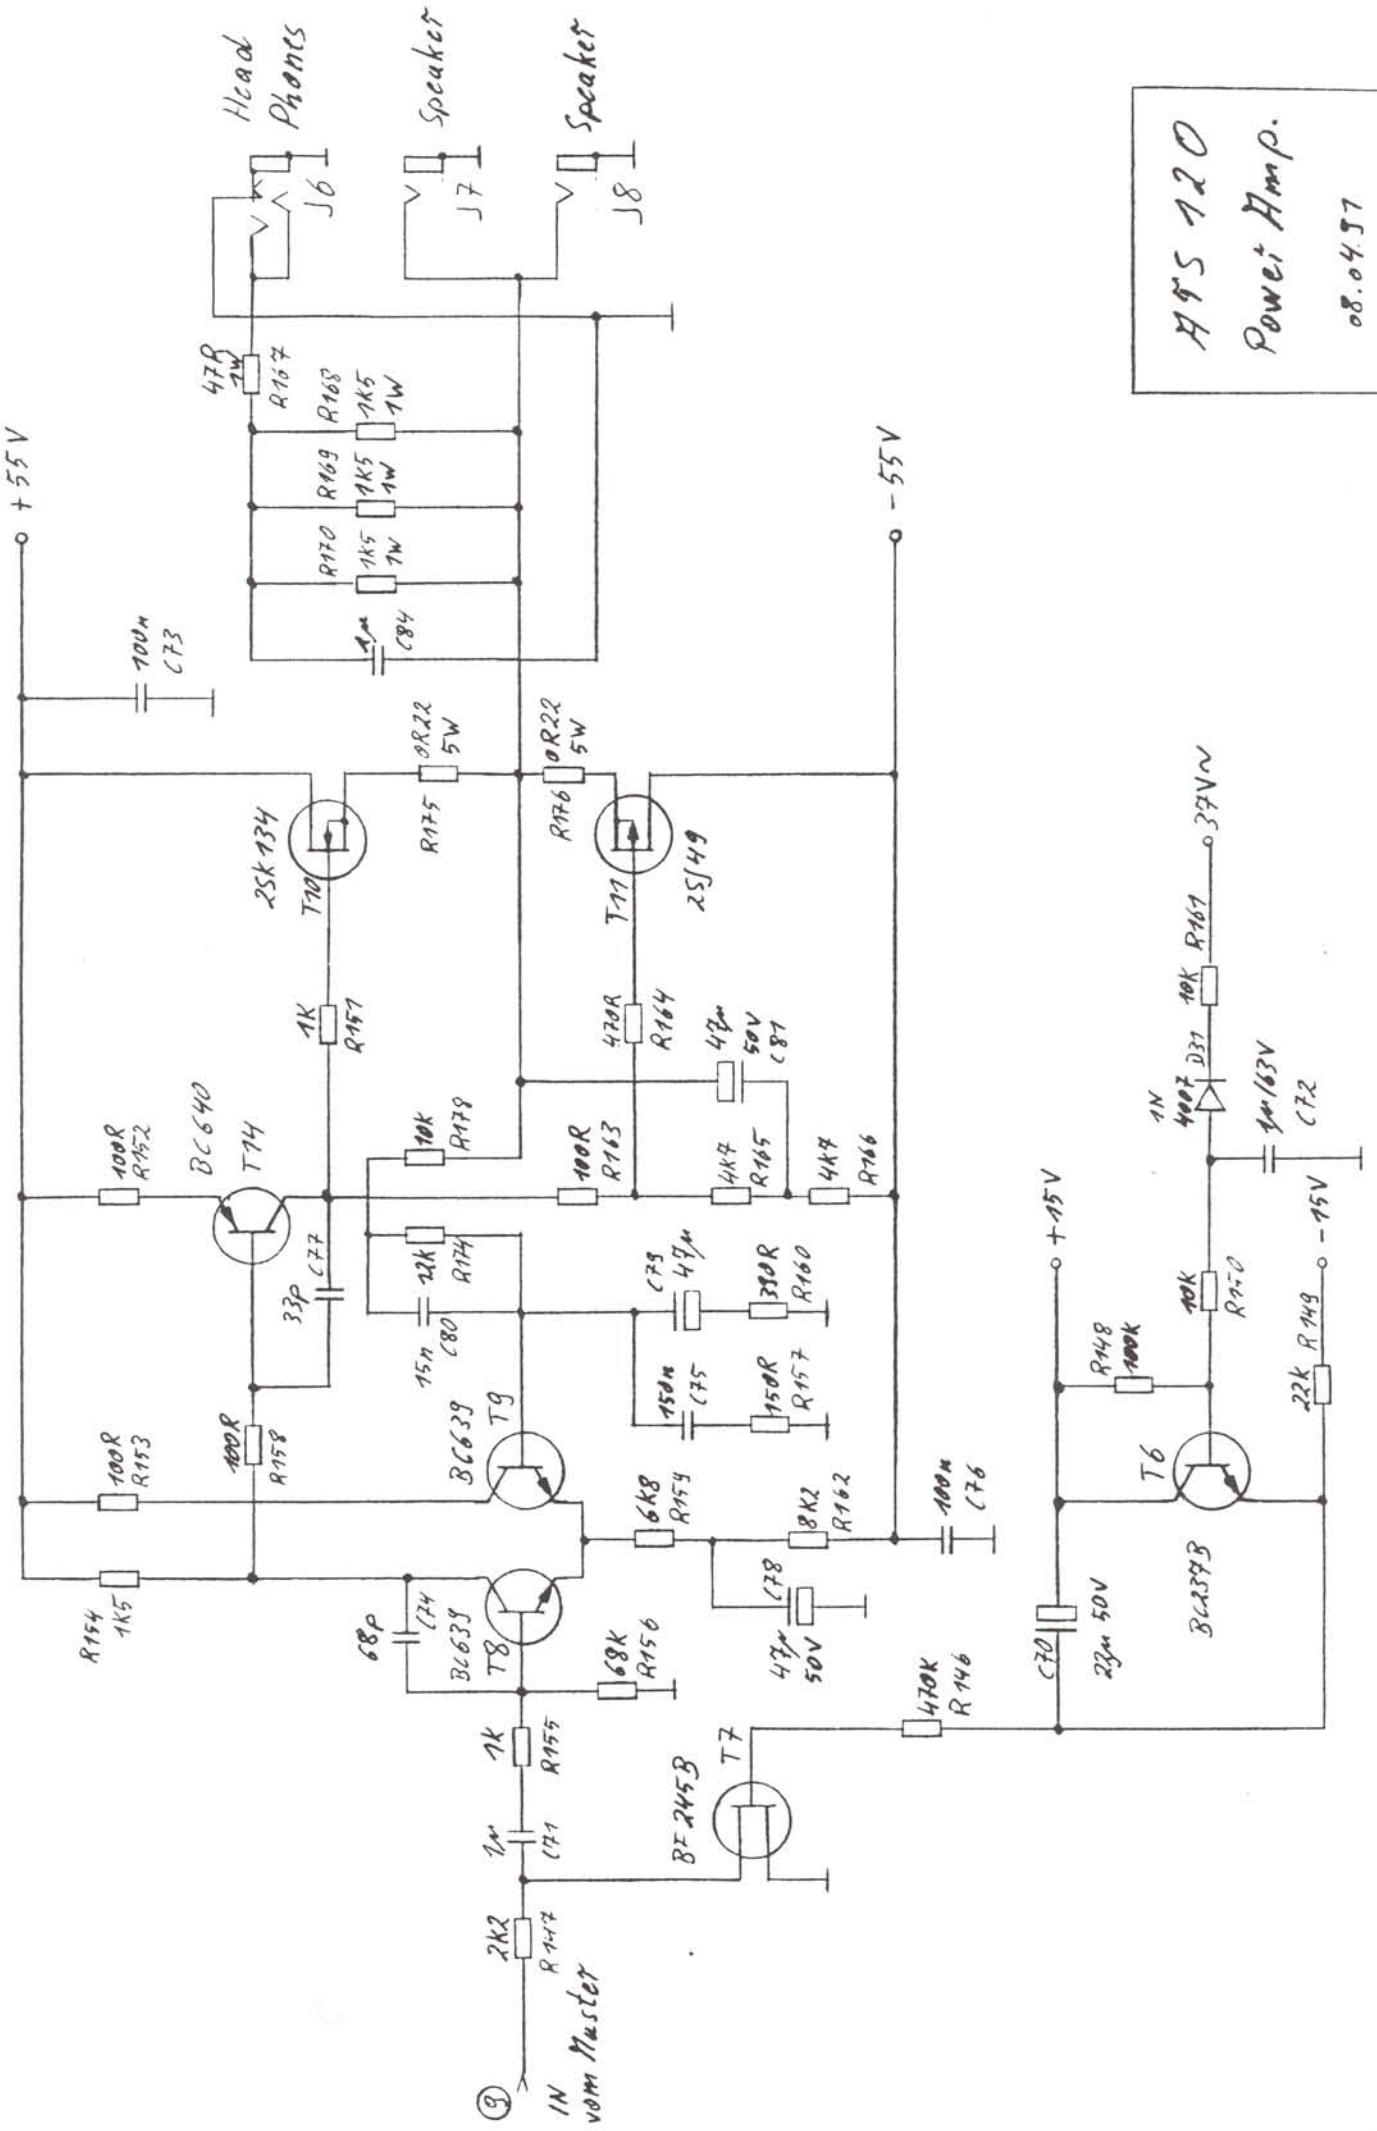 Head
Phones
J6
Speaker
J7
Speaker
J8
+55V
47R
1W
R167
R168
1K5
1W
R169
1K5
1W
R170
1K5
1W
1µ
C84
-55V
100n
C73
2SK134
T10
0R22
5W
R175
0R22
5W
R176
T11
2SJ49
1K
R151
470R
R164
47µ
50V
C81
100R
R152
BC640
T14
33p
C77
10K
R178
22K
R174
15n
C80
100R
R163
4K7
R165
4K7
R166
C79
47µ
390R
R160
150n
C75
150R
R157
100R
R153
100R
R158
BC639
T9
R154
1K5
68p
C74
BC639
T8
6K8
R159
8K2
R162
C78
47µ
50V
100n
C76
68K
R156
1K
R155
1µ
C71
2K2
R147
9
IN
vom Master
BF245B
T7
470K
R146
C70
22µ 50V
T6
BC237B
+15V
R148
100K
22K
R149
-15V
10K
R150
1N
4007
D31
1µ/63V
C72
10K
R161
37V~
ASS 120
Power Amp.
08.04.91